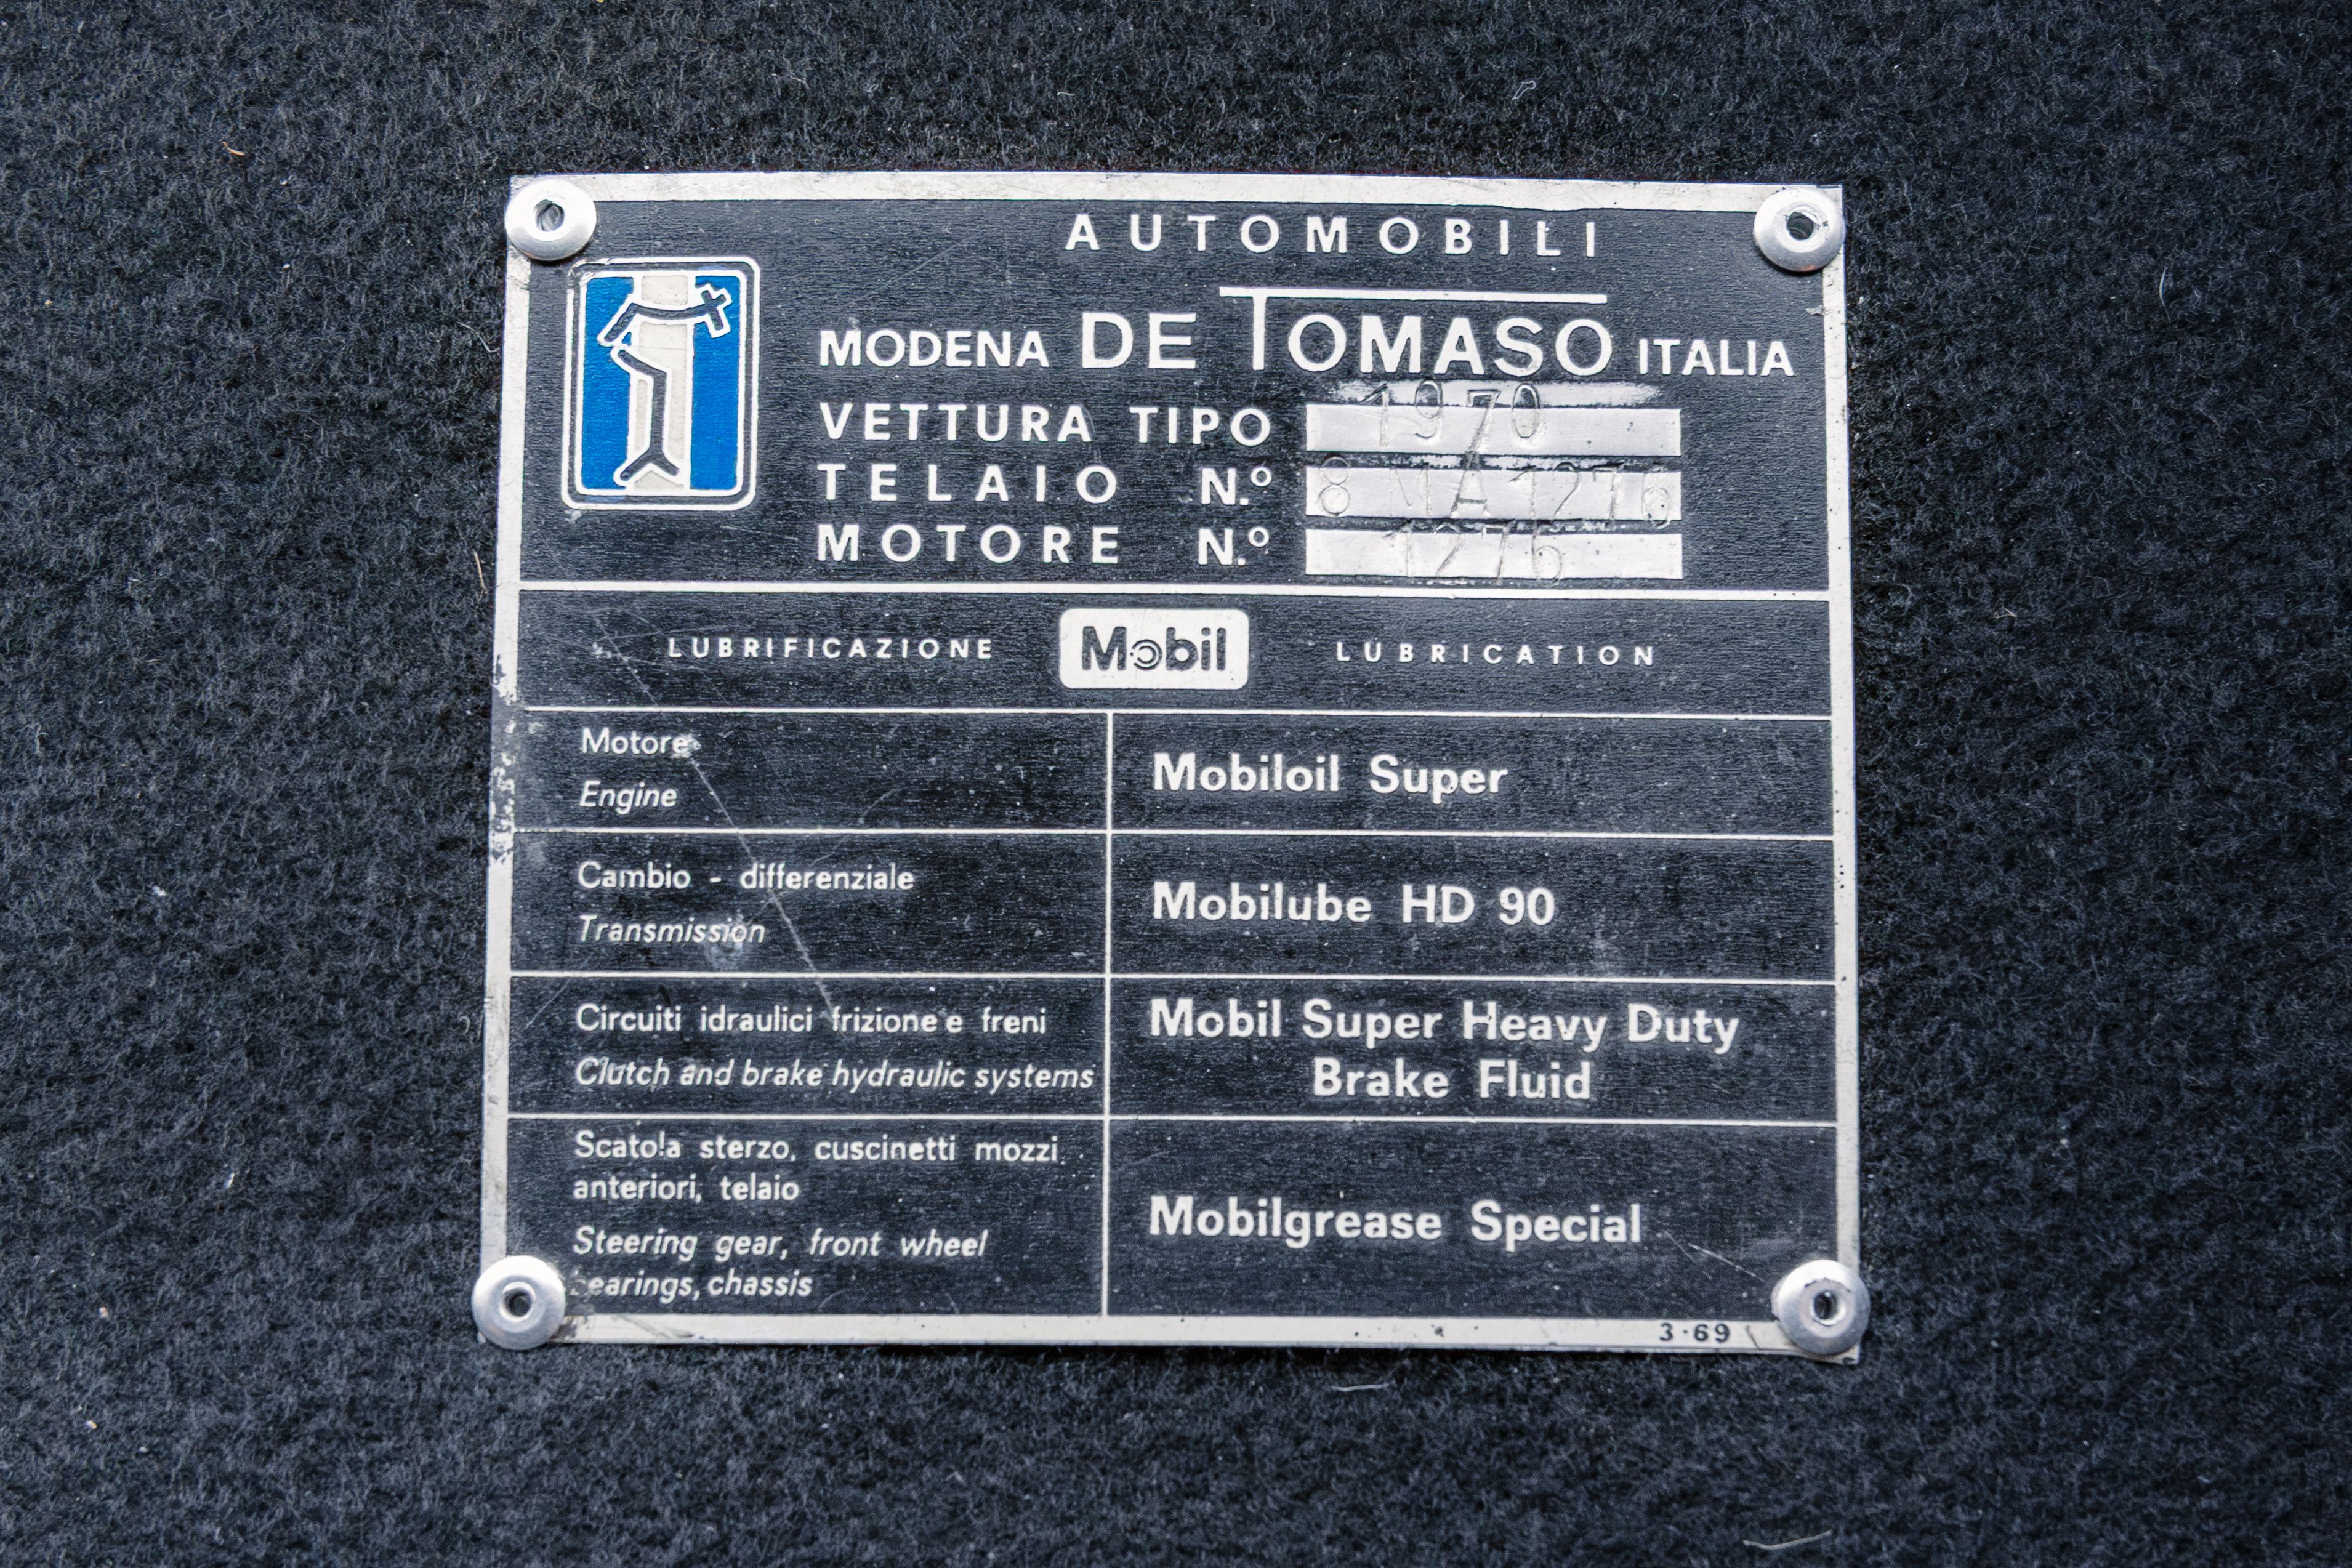 AUTOMOBILI
MODENA DE TOMASO ITALIA
VETTURA TIPO 1970
TELAIO N.º 8 MA 1276
MOTORE N.º 1276
LUBRIFICAZIONE Mobil LUBRICATION
Motore
Engine
Mobiloil Super
Cambio - differenziale
Transmission
Mobilube HD 90
Circuiti idraulici frizione e freni
Clutch and brake hydraulic systems
Mobil Super Heavy Duty
Brake Fluid
Scatola sterzo, cuscinetti mozzi
anteriori, telaio
Steering gear, front wheel
bearings, chassis
Mobilgrease Special
3·69